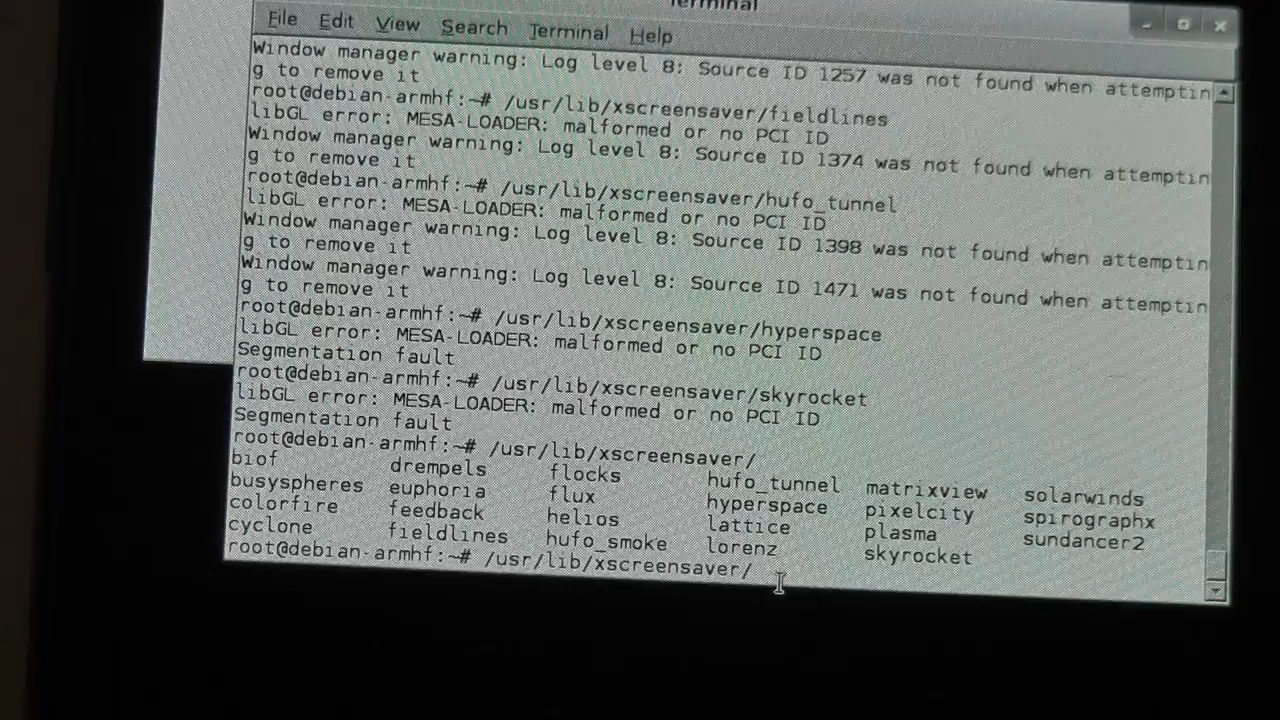 Terminal
File Edit View Search Terminal Help
Window manager warning: Log level 8: Source ID 1257 was not found when attemptin
g to remove it
root@debian-armhf:~# /usr/lib/xscreensaver/fieldlines
libGL error: MESA-LOADER: malformed or no PCI ID
Window manager warning: Log level 8: Source ID 1374 was not found when attemptin
g to remove it
root@debian-armhf:~# /usr/lib/xscreensaver/hufo_tunnel
libGL error: MESA-LOADER: malformed or no PCI ID
Window manager warning: Log level 8: Source ID 1398 was not found when attemptin
g to remove it
Window manager warning: Log level 8: Source ID 1471 was not found when attemptin
g to remove it
root@debian-armhf:~# /usr/lib/xscreensaver/hyperspace
libGL error: MESA-LOADER: malformed or no PCI ID
Segmentation fault
root@debian-armhf:~# /usr/lib/xscreensaver/skyrocket
libGL error: MESA-LOADER: malformed or no PCI ID
Segmentation fault
root@debian-armhf:~# /usr/lib/xscreensaver/
biof drempels flocks hufo_tunnel matrixview solarwinds
busyspheres euphoria flux hyperspace pixelcity spirographx
colorfire feedback helios lattice plasma sundancer2
cyclone fieldlines hufo_smoke lorenz skyrocket
root@debian-armhf:~# /usr/lib/xscreensaver/